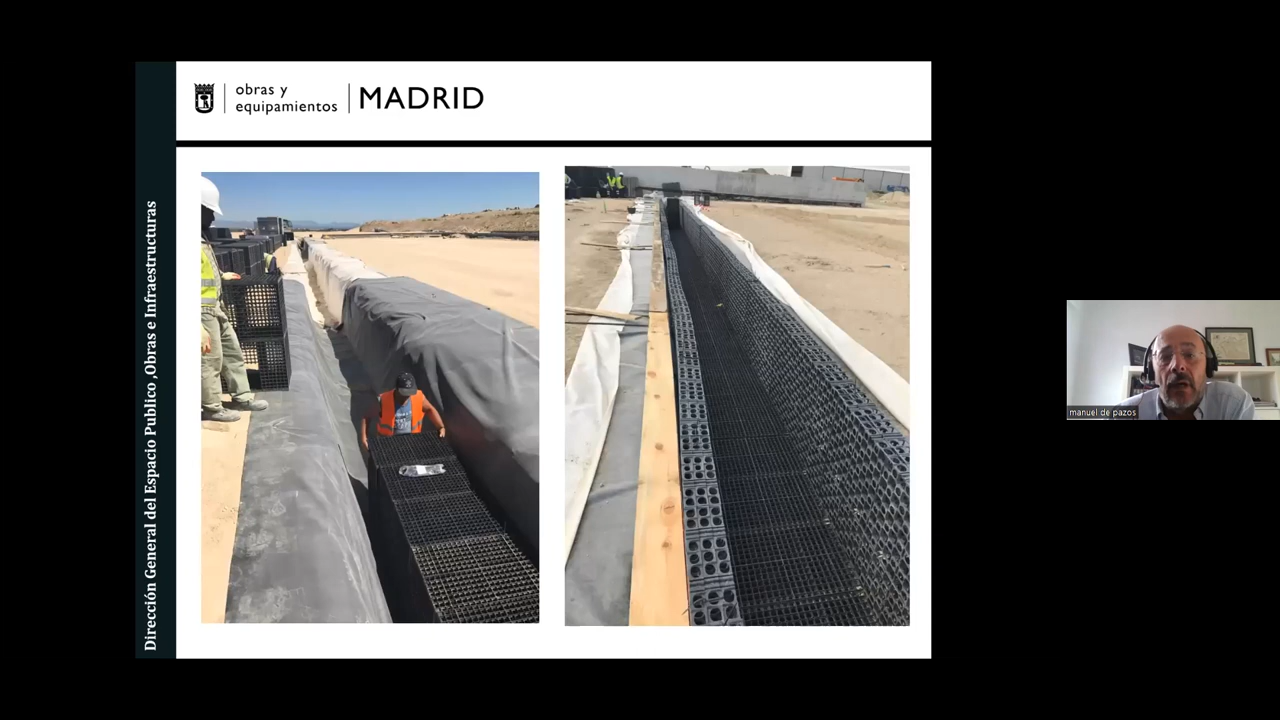 obras y
equipamientos
MADRID
Dirección General del Espacio Publico ,Obras e Infraestructuras
manuel de pazos